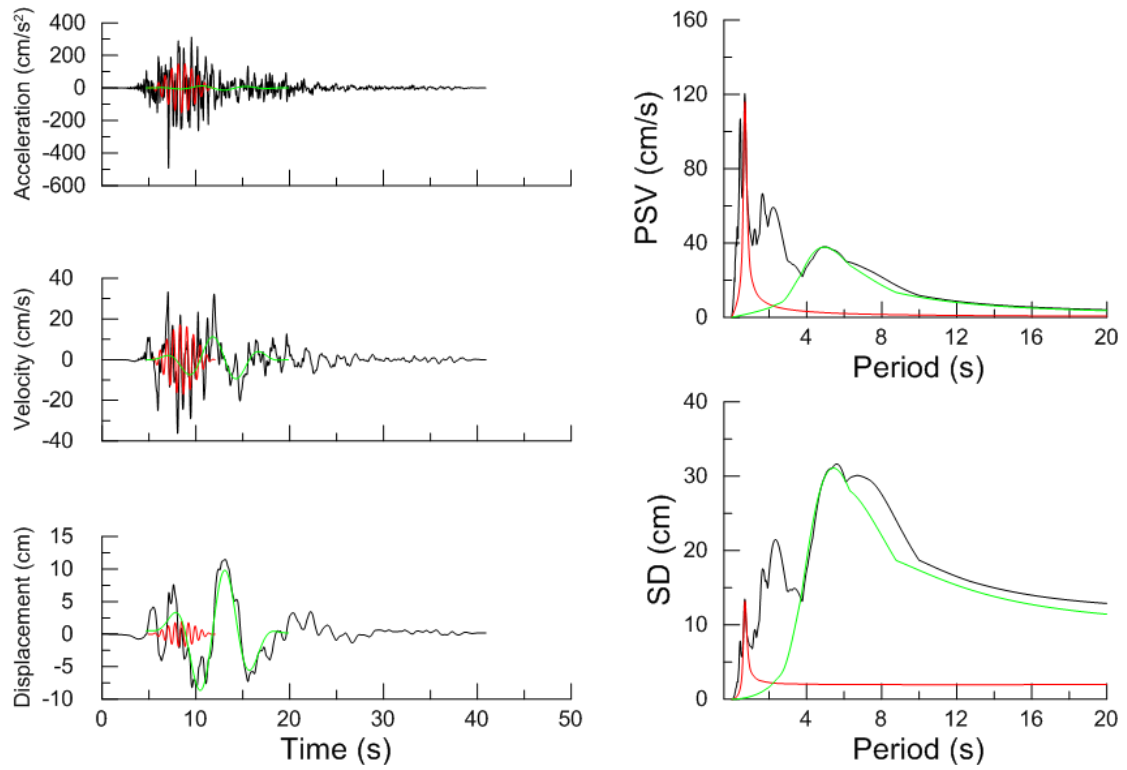 Acceleration (cm/s²)
400
200
0
-200
-400
-600
Velocity (cm/s)
40
20
0
-20
-40
Displacement (cm)
15
10
5
0
-5
-10
0 10 20 30 40 50
Time (s)
PSV (cm/s)
160
120
80
40
0
4 8 12 16 20
Period (s)
SD (cm)
40
30
20
10
0
4 8 12 16 20
Period (s)